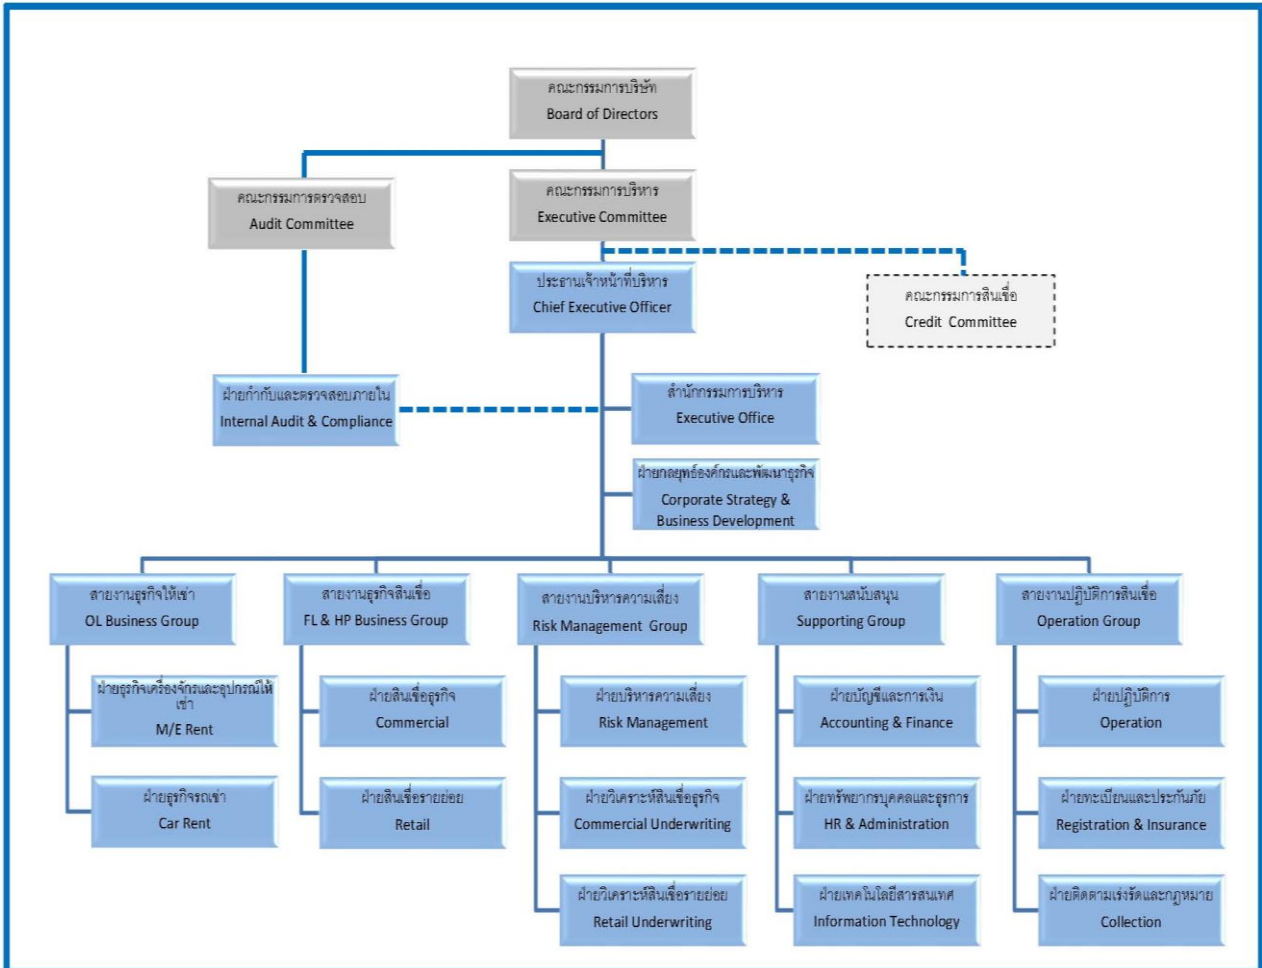 คณะกรรมการบริษัท
Board of Directors
คณะกรรมการตรวจสอบ
Audit Committee
คณะกรรมการบริหาร
Executive Committee
ประธานเจ้าหน้าที่บริหาร
Chief Executive Officer
คณะกรรมการสินเชื่อ
Credit Committee
ฝ่ายกำกับและตรวจสอบภายใน
Internal Audit & Compliance
สำนักกรรมการบริหาร
Executive Office
ฝ่ายกลยุทธ์องค์กรและพัฒนาธุรกิจ
Corporate Strategy &
Business Development
สายงานธุรกิจให้เช่า
OL Business Group
สายงานธุรกิจสินเชื่อ
FL & HP Business Group
สายงานบริหารความเสี่ยง
Risk Management Group
สายงานสนับสนุน
Supporting Group
สายงานปฏิบัติการสินเชื่อ
Operation Group
ฝ่ายธุรกิจเครื่องจักรและอุปกรณ์ให้
เช่า
M/E Rent
ฝ่ายสินเชื่อธุรกิจ
Commercial
ฝ่ายบริหารความเสี่ยง
Risk Management
ฝ่ายบัญชีและการเงิน
Accounting & Finance
ฝ่ายปฏิบัติการ
Operation
ฝ่ายธุรกิจรถเช่า
Car Rent
ฝ่ายสินเชื่อรายย่อย
Retail
ฝ่ายวิเคราะห์สินเชื่อธุรกิจ
Commercial Underwriting
ฝ่ายทรัพยากรบุคคลและธุรการ
HR & Administration
ฝ่ายทะเบียนและประกันภัย
Registration & Insurance
ฝ่ายวิเคราะห์สินเชื่อรายย่อย
Retail Underwriting
ฝ่ายเทคโนโลยีสารสนเทศ
Information Technology
ฝ่ายติดตามเร่งรัดและกฎหมาย
Collection